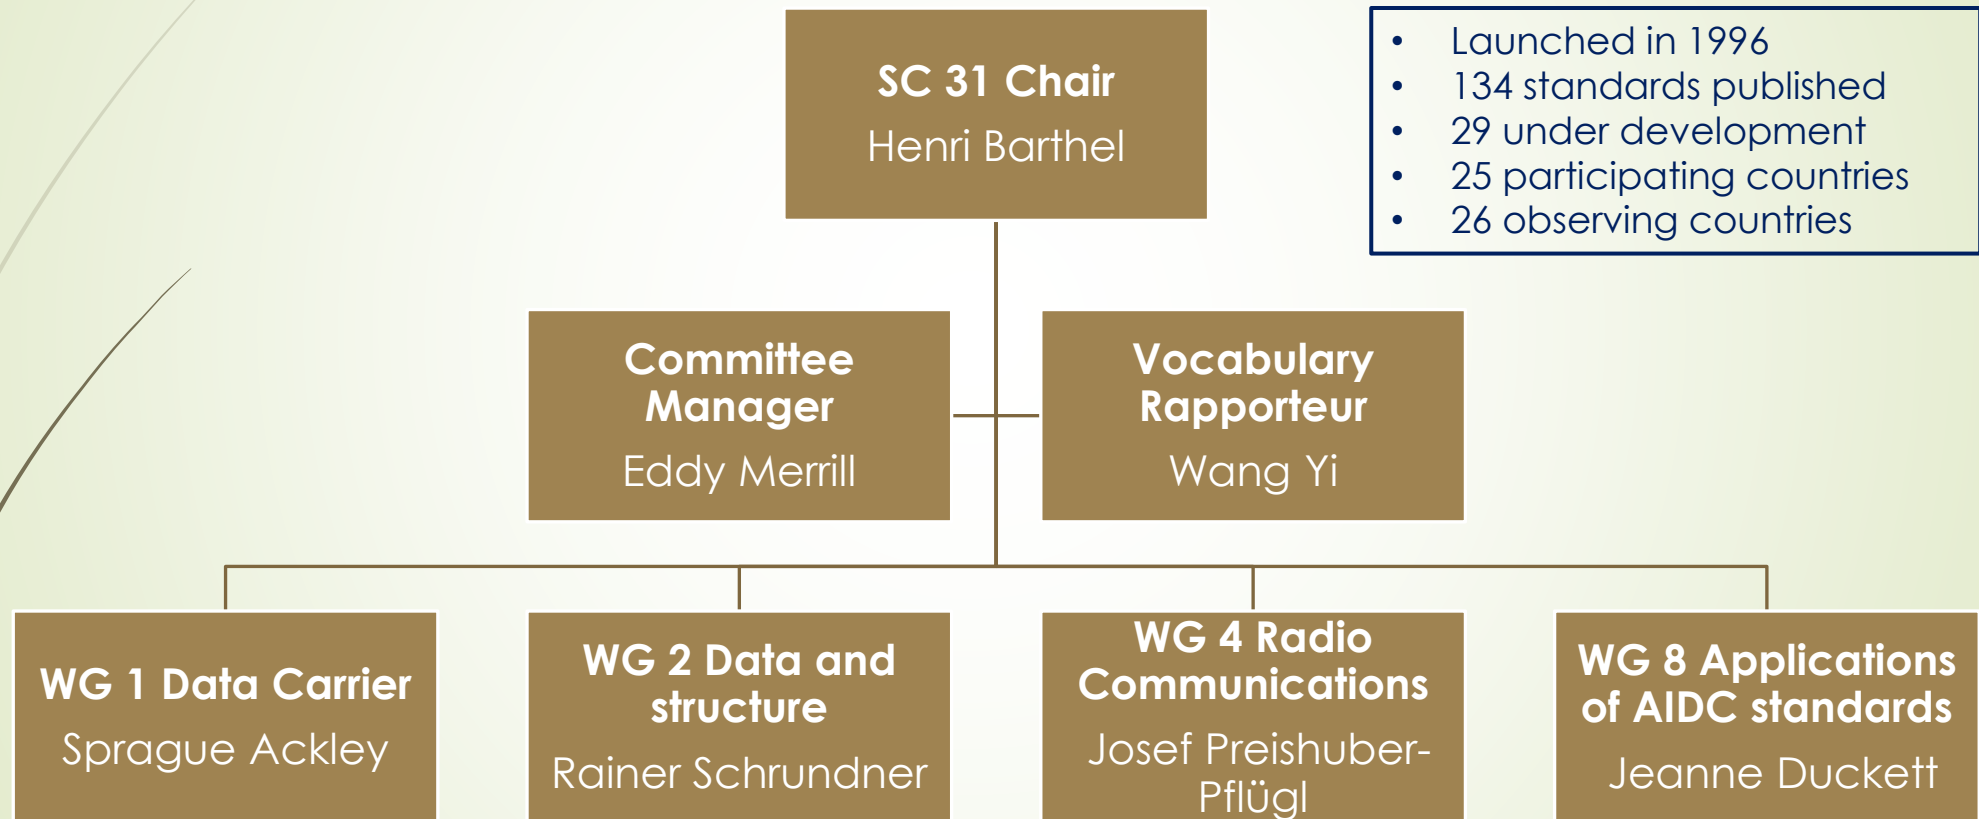 SC 31 Chair
Henri Barthel
• Launched in 1996
• 134 standards published
• 29 under development
• 25 participating countries
• 26 observing countries
Committee
Manager
Eddy Merrill
Vocabulary
Rapporteur
Wang Yi
WG 1 Data Carrier
Sprague Ackley
WG 2 Data and
structure
Rainer Schrundner
WG 4 Radio
Communications
Josef Preishuber-
Pflügl
WG 8 Applications
of AIDC standards
Jeanne Duckett